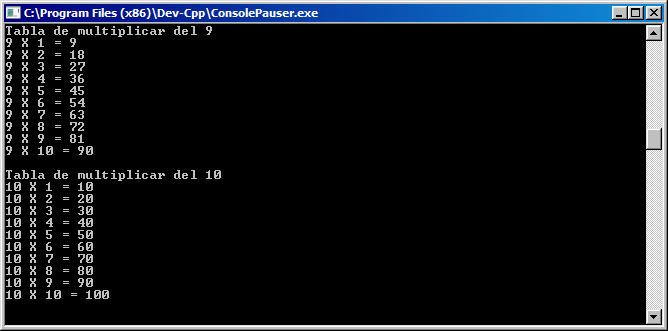 C:\Program Files (x86)\Dev-Cpp\ConsolePauser.exe
Tabla de multiplicar del 9
9 X 1 = 9
9 X 2 = 18
9 X 3 = 27
9 X 4 = 36
9 X 5 = 45
9 X 6 = 54
9 X 7 = 63
9 X 8 = 72
9 X 9 = 81
9 X 10 = 90
Tabla de multiplicar del 10
10 X 1 = 10
10 X 2 = 20
10 X 3 = 30
10 X 4 = 40
10 X 5 = 50
10 X 6 = 60
10 X 7 = 70
10 X 8 = 80
10 X 9 = 90
10 X 10 = 100